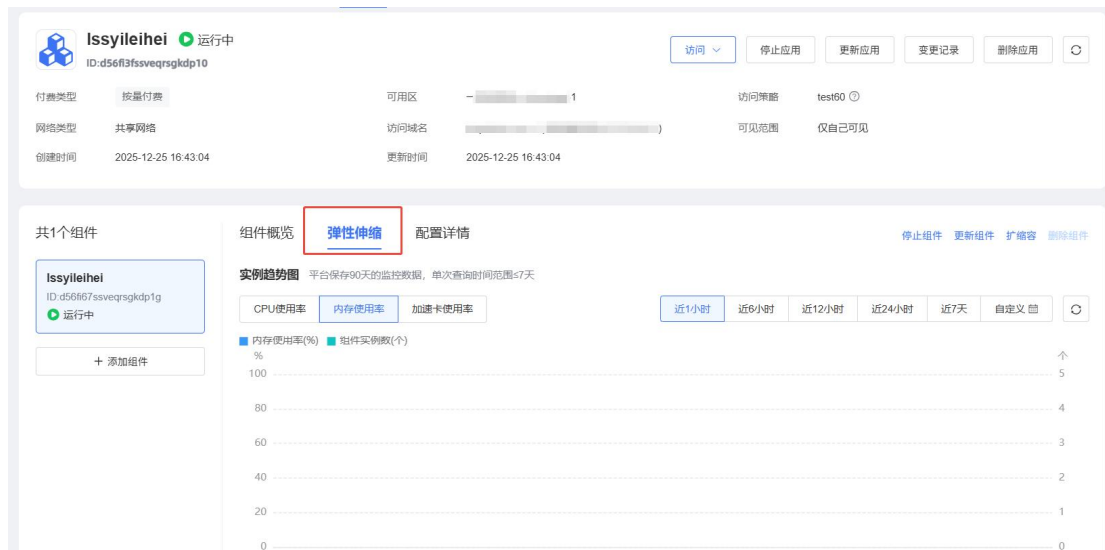 Issyileihei 运行中
ID:d56fl3fssveqrsgkdp10
访问 停止应用 更新应用 变更记录 删除应用
付费类型 按量付费 可用区 1 访问策略 test60
网络类型 共享网络 访问域名 ) 可见范围 仅自己可见
创建时间 2025-12-25 16:43:04 更新时间 2025-12-25 16:43:04
共1个组件
Issyileihei
ID:d56fi67ssveqrsgkdp1g
运行中
+ 添加组件
组件概览 弹性伸缩 配置详情
停止组件 更新组件 扩缩容 删除组件
实例趋势图 平台保存90天的监控数据，单次查询时间范围≤7天
CPU使用率 内存使用率 加速卡使用率
近1小时 近6小时 近12小时 近24小时 近7天 自定义
内存使用率(%) 组件实例数(个)
% 个
100 5
80 4
60 3
40 2
20 1
0 0